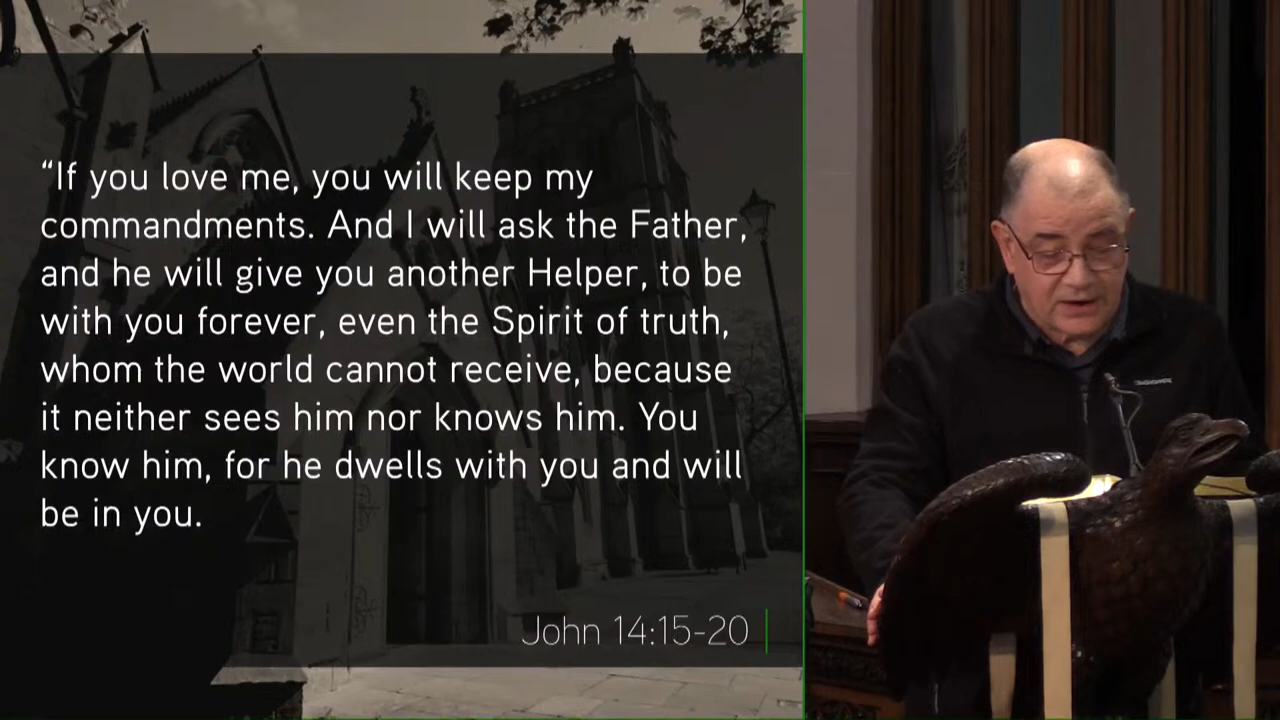 “If you love me, you will keep my
commandments. And I will ask the Father,
and he will give you another Helper, to be
with you forever, even the Spirit of truth,
whom the world cannot receive, because
it neither sees him nor knows him. You
know him, for he dwells with you and will
be in you.
John 14:15-20